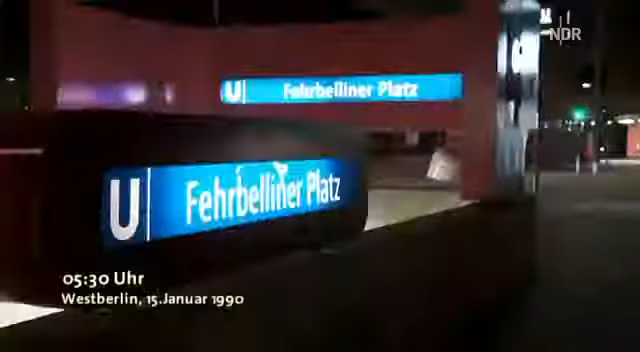 NDR
U Fehrbelliner Platz
U Fehrbelliner Platz
05:30 Uhr
Westberlin, 15.Januar 1990